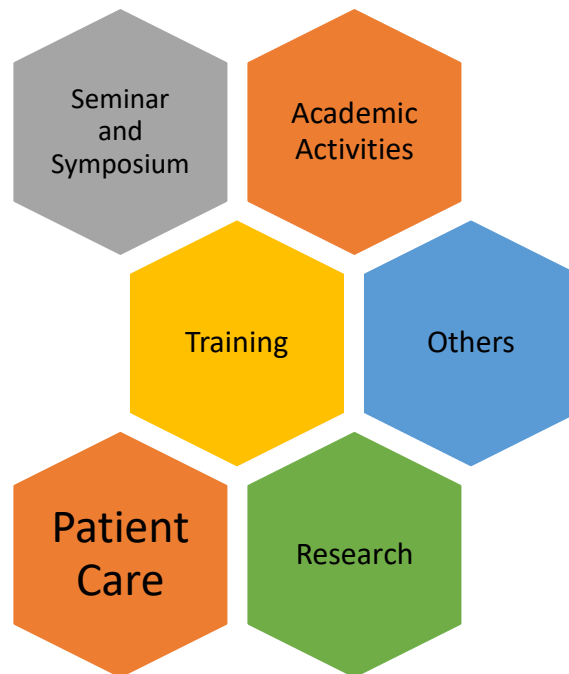 Seminar
and
Symposium
Academic
Activities
Training
Others
Patient
Care
Research